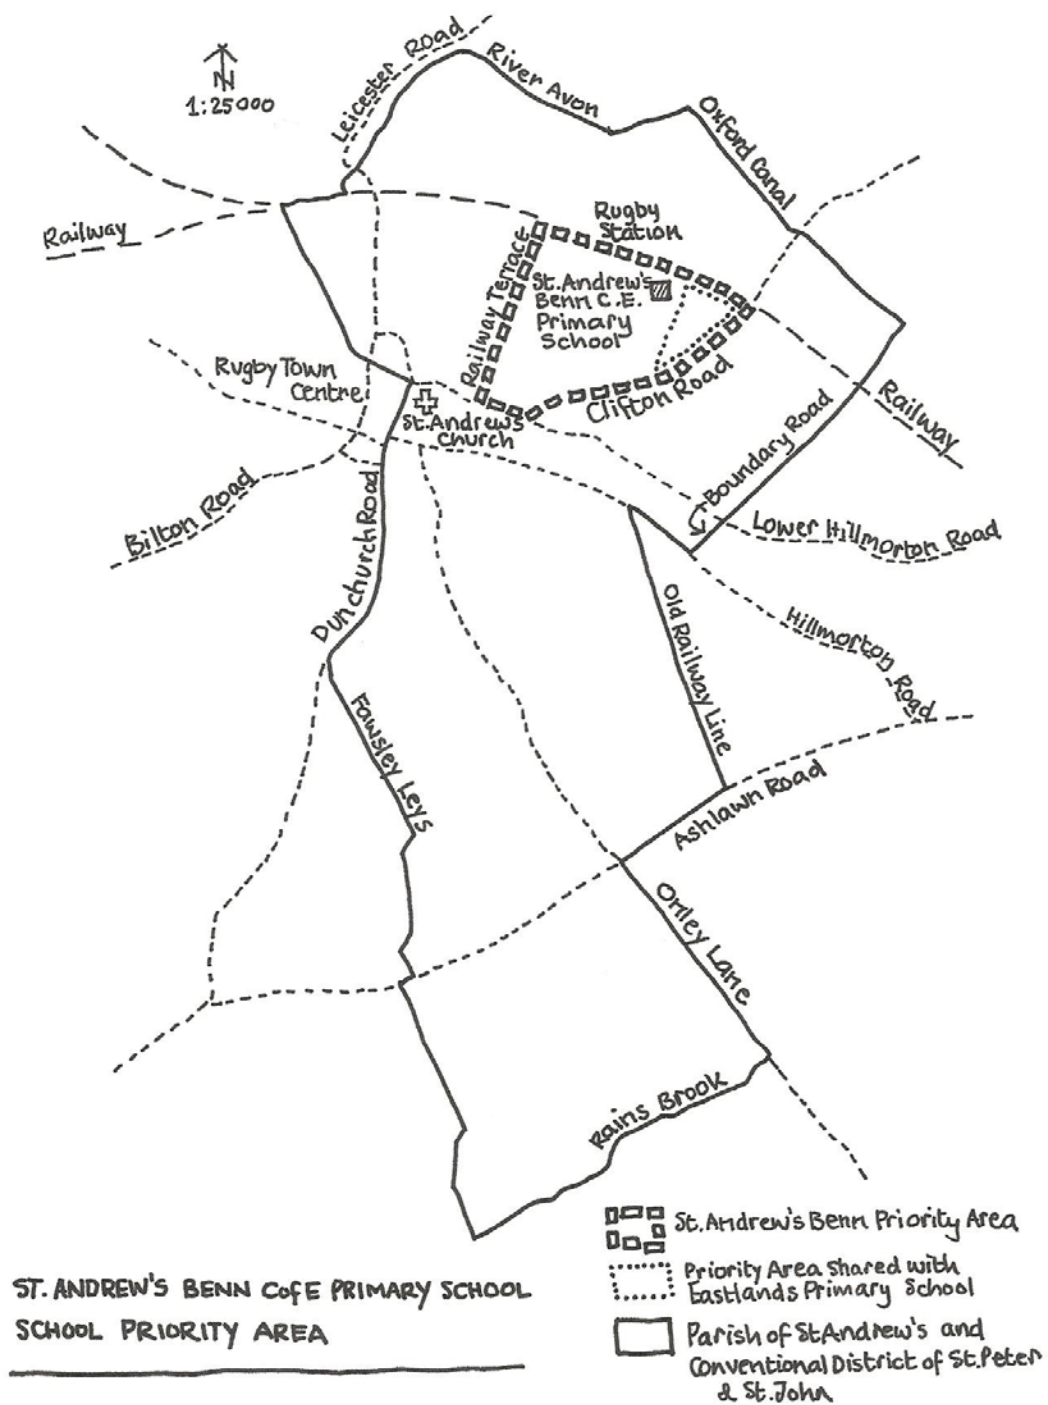 N
1:25000
Leicester Road
River Avon
Oxford Canal
Railway
Rugby
Station
Railway Terrace
St. Andrew's
Benn C.E.
Primary
School
Rugby Town
Centre
St. Andrew's
Church
Clifton Road
Railway
Boundary Road
Lower Hillmorton Road
Bilton Road
Dunchurch Road
Old Railway Line
Hillmorton
Road
Fawsley Leys
Ashlawn Road
Onley Lane
Rains Brook
St. Andrew's Benn Priority Area
Priority Area Shared with
Eastlands Primary School
Parish of St Andrew's and
Conventional District of St. Peter
& St. John
ST. ANDREW'S BENN CofE PRIMARY SCHOOL
SCHOOL PRIORITY AREA